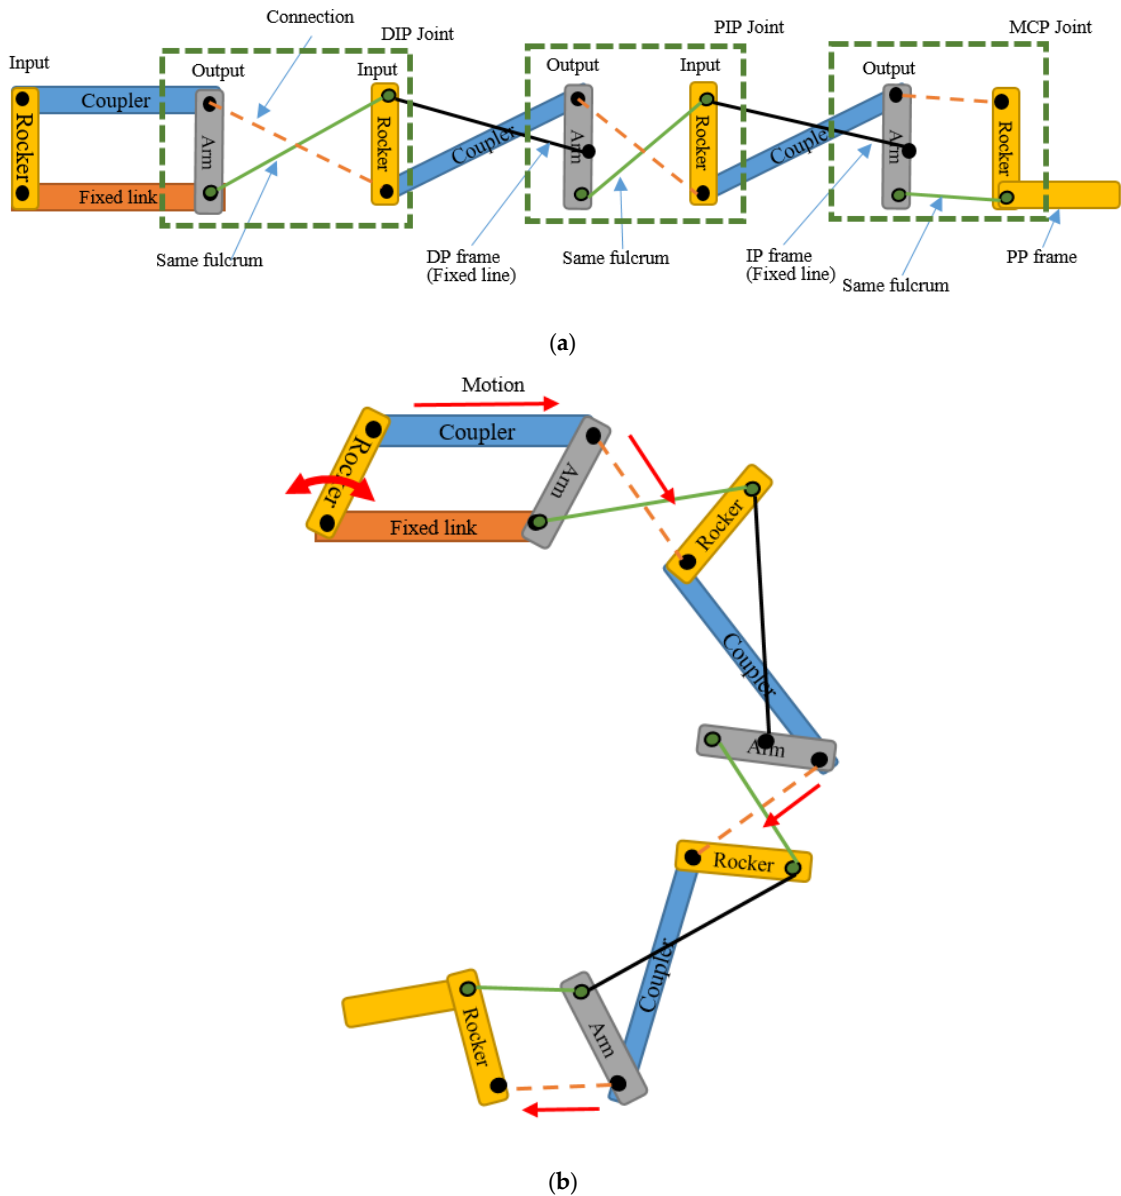 Connection
DIP Joint
PIP Joint
MCP Joint
Input
Output
Input
Output
Input
Output
Coupler
Rocker
Arm
Rocker
Coupler
Arm
Rocker
Coupler
Arm
Rocker
Fixed link
Same fulcrum
DP frame
(Fixed line)
Same fulcrum
IP frame
(Fixed line)
Same fulcrum
PP frame
(a)
Motion
Coupler
Rocker
Arm
Fixed link
Rocker
Coupler
Arm
Rocker
Coupler
Rocker
Arm
(b)